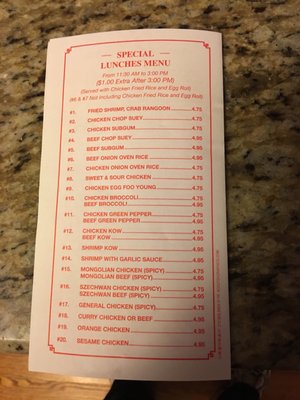 SPECIAL
LUNCHES MENU
From 11:30 AM to 3:00 PM
($1.00 Extra After 3:00 PM)
(Served with Chicken Fried Rice and Egg Roll)
(#6 & #7 Not Including Chicken Fried Rice and Egg Roll)
#1. FRIED SHRIMP, CRAB RANGOON 4.75
#2. CHICKEN CHOP SUEY 4.75
#3. CHICKEN SUBGUM 4.75
#4. BEEF CHOP SUEY 4.95
#5. BEEF SUBGUM 4.95
#6. BEEF ONION OVEN RICE 4.95
#7. CHICKEN ONION OVEN RICE 4.75
#8. SWEET & SOUR CHICKEN 4.75
#9. CHICKEN EGG FOO YOUNG 4.75
#10. CHICKEN BROCCOLI 4.75
BEEF BROCCOLI 4.95
#11. CHICKEN GREEN PEPPER 4.75
BEEF GREEN PEPPER 4.95
#12. CHICKEN KOW 4.75
BEEF KOW 4.95
#13. SHRIMP KOW 4.95
#14. SHRIMP WITH GARLIC SAUCE 4.95
#15. MONGOLIAN CHICKEN (SPICY) 4.75
MONGOLIAN BEEF (SPICY) 4.95
#16. SZECHWAN CHICKEN (SPICY) 4.75
SZECHWAN BEEF (SPICY) 4.95
#17. GENERAL CHICKEN (SPICY) 4.75
#18. CURRY CHICKEN OR BEEF 4.95
#19. ORANGE CHICKEN 4.95
#20. SESAME CHICKEN 4.95